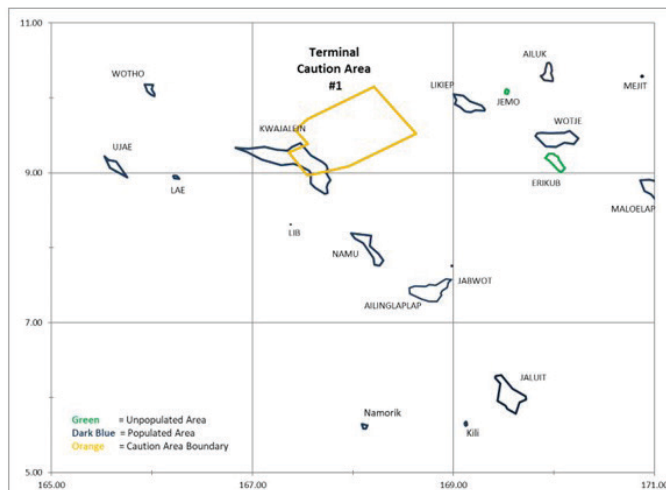 11.00
Terminal
Caution Area
#1
WOTHO
AILUK
LIKIEP
JEMO
MEJIT
KWAJALEIN
WOTJE
UJAE
LAE
ERIKUB
MALOELAP
9.00
LIB
NAMU
JABWOT
AILINGLAPLAP
7.00
JALUIT
Green = Unpopulated Area
Dark Blue = Populated Area
Orange = Caution Area Boundary
Namorik
Kili
5.00
165.00 167.00 169.00 171.00